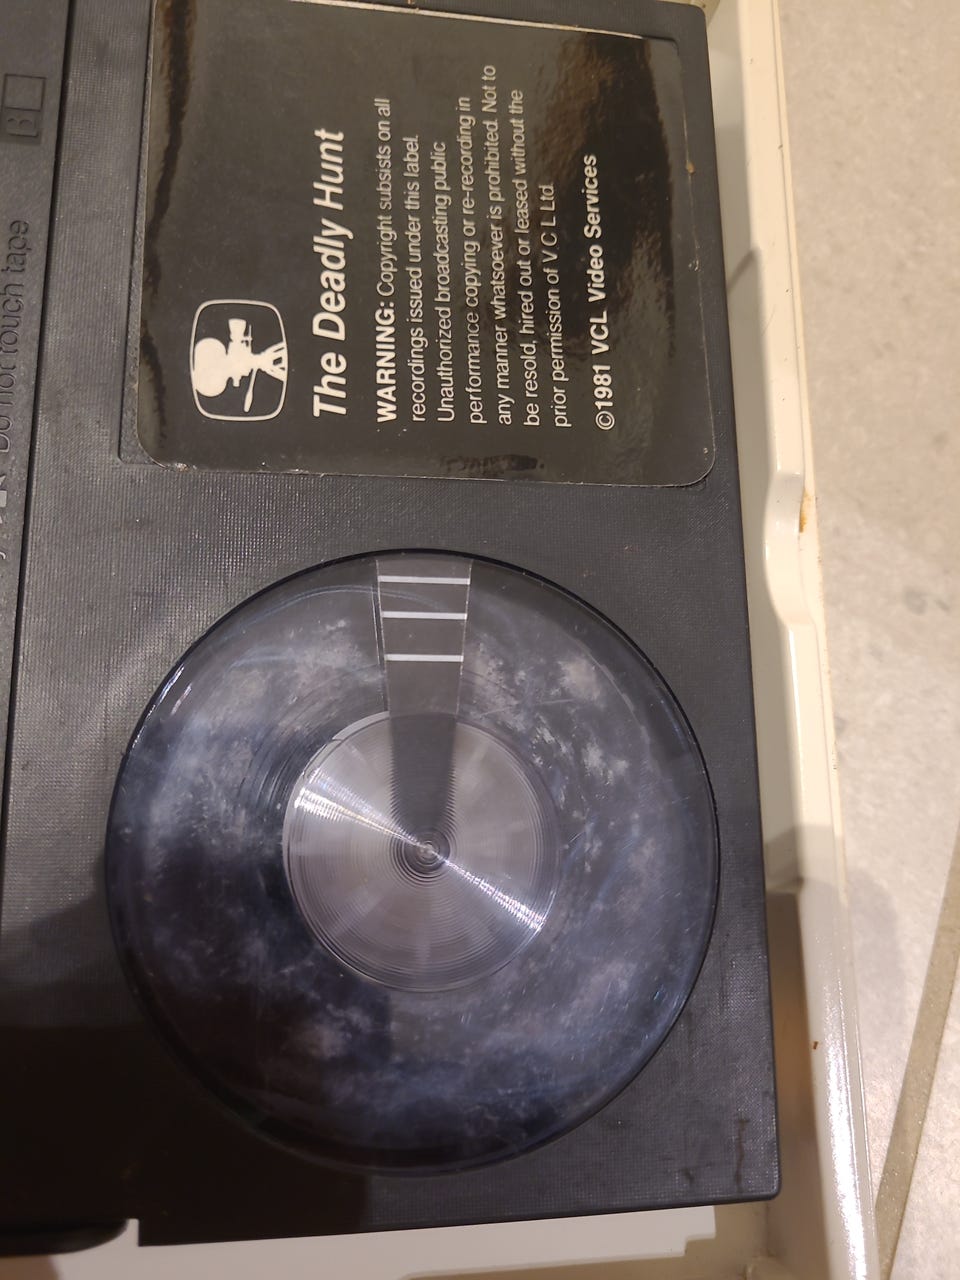 The Deadly Hunt
WARNING: Copyright subsists on all
recordings issued under this label.
Unauthorized broadcasting public
performance copying or re-recording in
any manner whatsoever is prohibited. Not to
be resold, hired out or leased without the
prior permission of V C L Ltd.
©1981 VCL Video Services
Do not touch tape